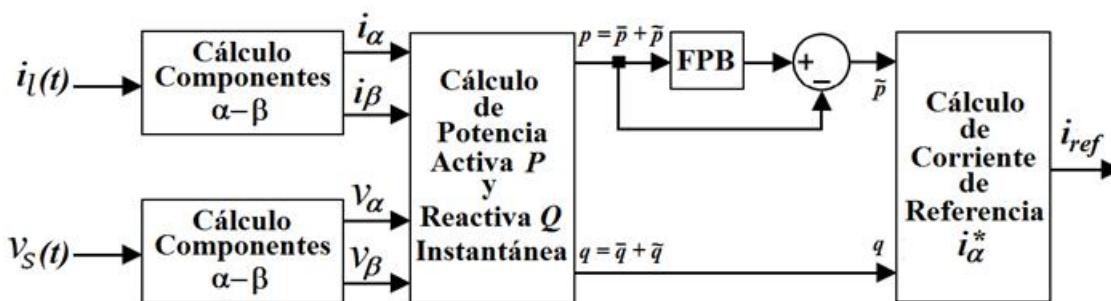 i_l(t)
Cálculo
Componentes
α–β
i_α
i_β
v_S(t)
Cálculo
Componentes
α–β
v_α
v_β
Cálculo
de
Potencia
Activa P
y
Reactiva Q
Instantánea
p = p̄ + p̃
FPB
+
−
p̃
q = q̄ + q̃
q
Cálculo
de
Corriente
de
Referencia
i_α^*
i_ref